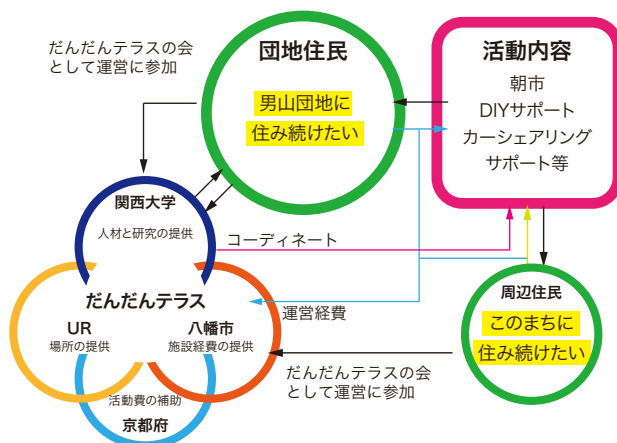 だんだんテラスの会
として運営に参加
団地住民
男山団地に
住み続けたい
活動内容
朝市
DIYサポート
カーシェアリング
サポート等
関西大学
人材と研究の提供
コーディネート
だんだんテラス
UR
場所の提供
八幡市
施設経費の提供
運営経費
周辺住民
このまちに
住み続けたい
だんだんテラスの会
として運営に参加
活動費の補助
京都府